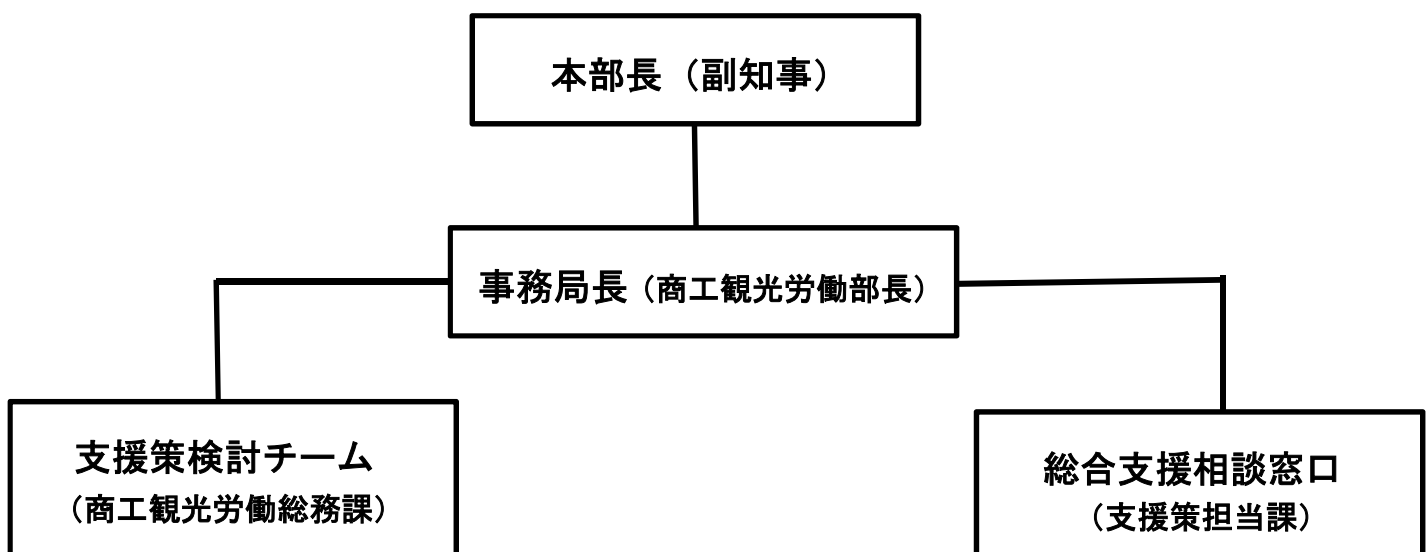 本部長（副知事）
事務局長（商工観光労働部長）
支援策検討チーム
（商工観光労働総務課）
総合支援相談窓口
（支援策担当課）